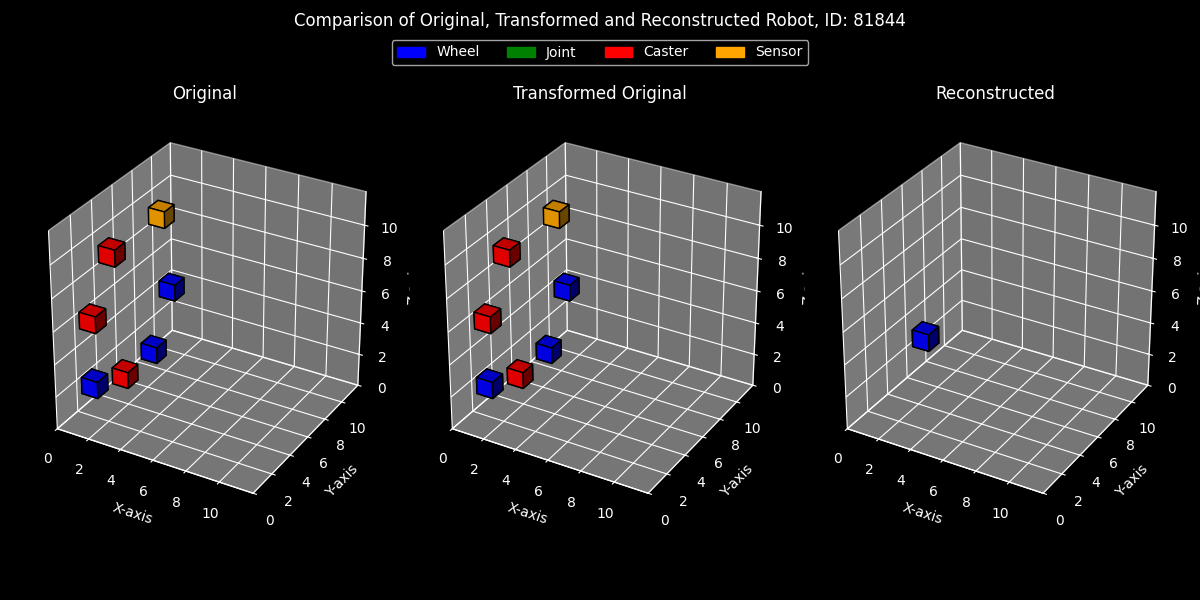 Comparison of Original, Transformed and Reconstructed Robot, ID: 81844
Wheel Joint Caster Sensor
Original Transformed Original Reconstructed
10 10 10
8 8 8
6 6 6
4 4 4
2 2 2
0 0 0
0 2 4 6 8 10 0 2 4 6 8 10 0 2 4 6 8 10
0 2 4 6 8 10 0 2 4 6 8 10 0 2 4 6 8 10
X-axis Y-axis X-axis Y-axis X-axis Y-axis